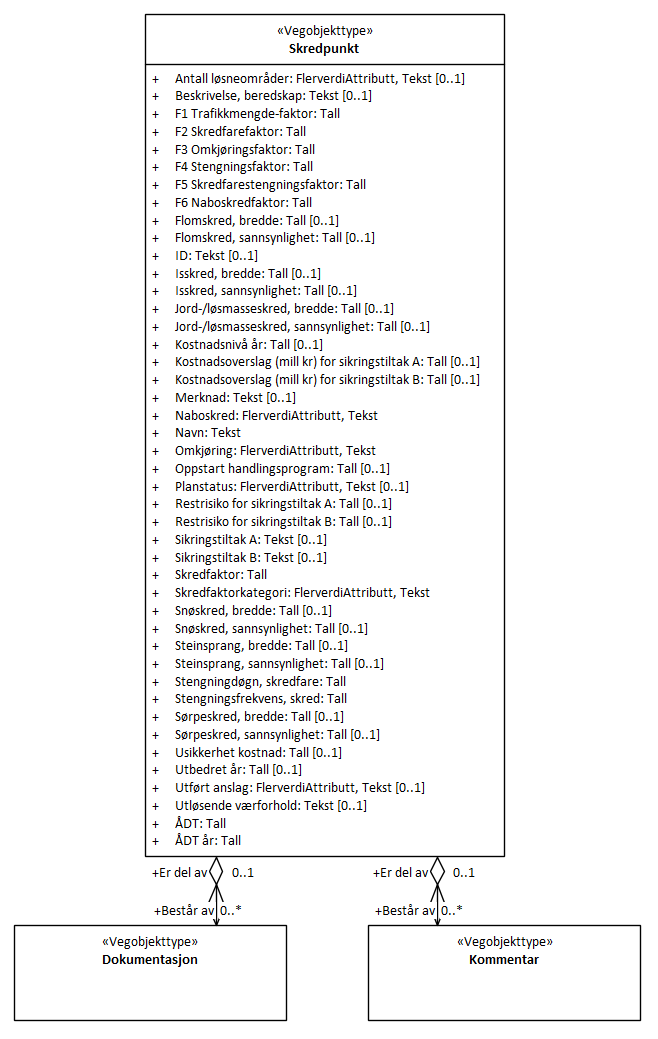 «Vegobjekttype»
Skredpunkt
+ Antall løsneområder: FlerverdiAttributt, Tekst [0..1]
+ Beskrivelse, beredskap: Tekst [0..1]
+ F1 Trafikkmengde-faktor: Tall
+ F2 Skredfarefaktor: Tall
+ F3 Omkjøringsfaktor: Tall
+ F4 Stengningsfaktor: Tall
+ F5 Skredfarestengningsfaktor: Tall
+ F6 Naboskredfaktor: Tall
+ Flomskred, bredde: Tall [0..1]
+ Flomskred, sannsynlighet: Tall [0..1]
+ ID: Tekst [0..1]
+ Isskred, bredde: Tall [0..1]
+ Isskred, sannsynlighet: Tall [0..1]
+ Jord-/løsmasseskred, bredde: Tall [0..1]
+ Jord-/løsmasseskred, sannsynlighet: Tall [0..1]
+ Kostnadsnivå år: Tall [0..1]
+ Kostnadsoverslag (mill kr) for sikringstiltak A: Tall [0..1]
+ Kostnadsoverslag (mill kr) for sikringstiltak B: Tall [0..1]
+ Merknad: Tekst [0..1]
+ Naboskred: FlerverdiAttributt, Tekst
+ Navn: Tekst
+ Omkjøring: FlerverdiAttributt, Tekst
+ Oppstart handlingsprogram: Tall [0..1]
+ Planstatus: FlerverdiAttributt, Tekst [0..1]
+ Restrisiko for sikringstiltak A: Tall [0..1]
+ Restrisiko for sikringstiltak B: Tall [0..1]
+ Sikringstiltak A: Tekst [0..1]
+ Sikringstiltak B: Tekst [0..1]
+ Skredfaktor: Tall
+ Skredfaktorkategori: FlerverdiAttributt, Tekst
+ Snøskred, bredde: Tall [0..1]
+ Snøskred, sannsynlighet: Tall [0..1]
+ Steinsprang, bredde: Tall [0..1]
+ Steinsprang, sannsynlighet: Tall [0..1]
+ Stengningdøgn, skredfare: Tall
+ Stengningsfrekvens, skred: Tall
+ Sørpeskred, bredde: Tall [0..1]
+ Sørpeskred, sannsynlighet: Tall [0..1]
+ Usikkerhet kostnad: Tall [0..1]
+ Utbedret år: Tall [0..1]
+ Utført anslag: FlerverdiAttributt, Tekst [0..1]
+ Utløsende værforhold: Tekst [0..1]
+ ÅDT: Tall
+ ÅDT år: Tall
+Er del av 0..1
+Består av 0..*
«Vegobjekttype»
Dokumentasjon
+Er del av 0..1
+Består av 0..*
«Vegobjekttype»
Kommentar